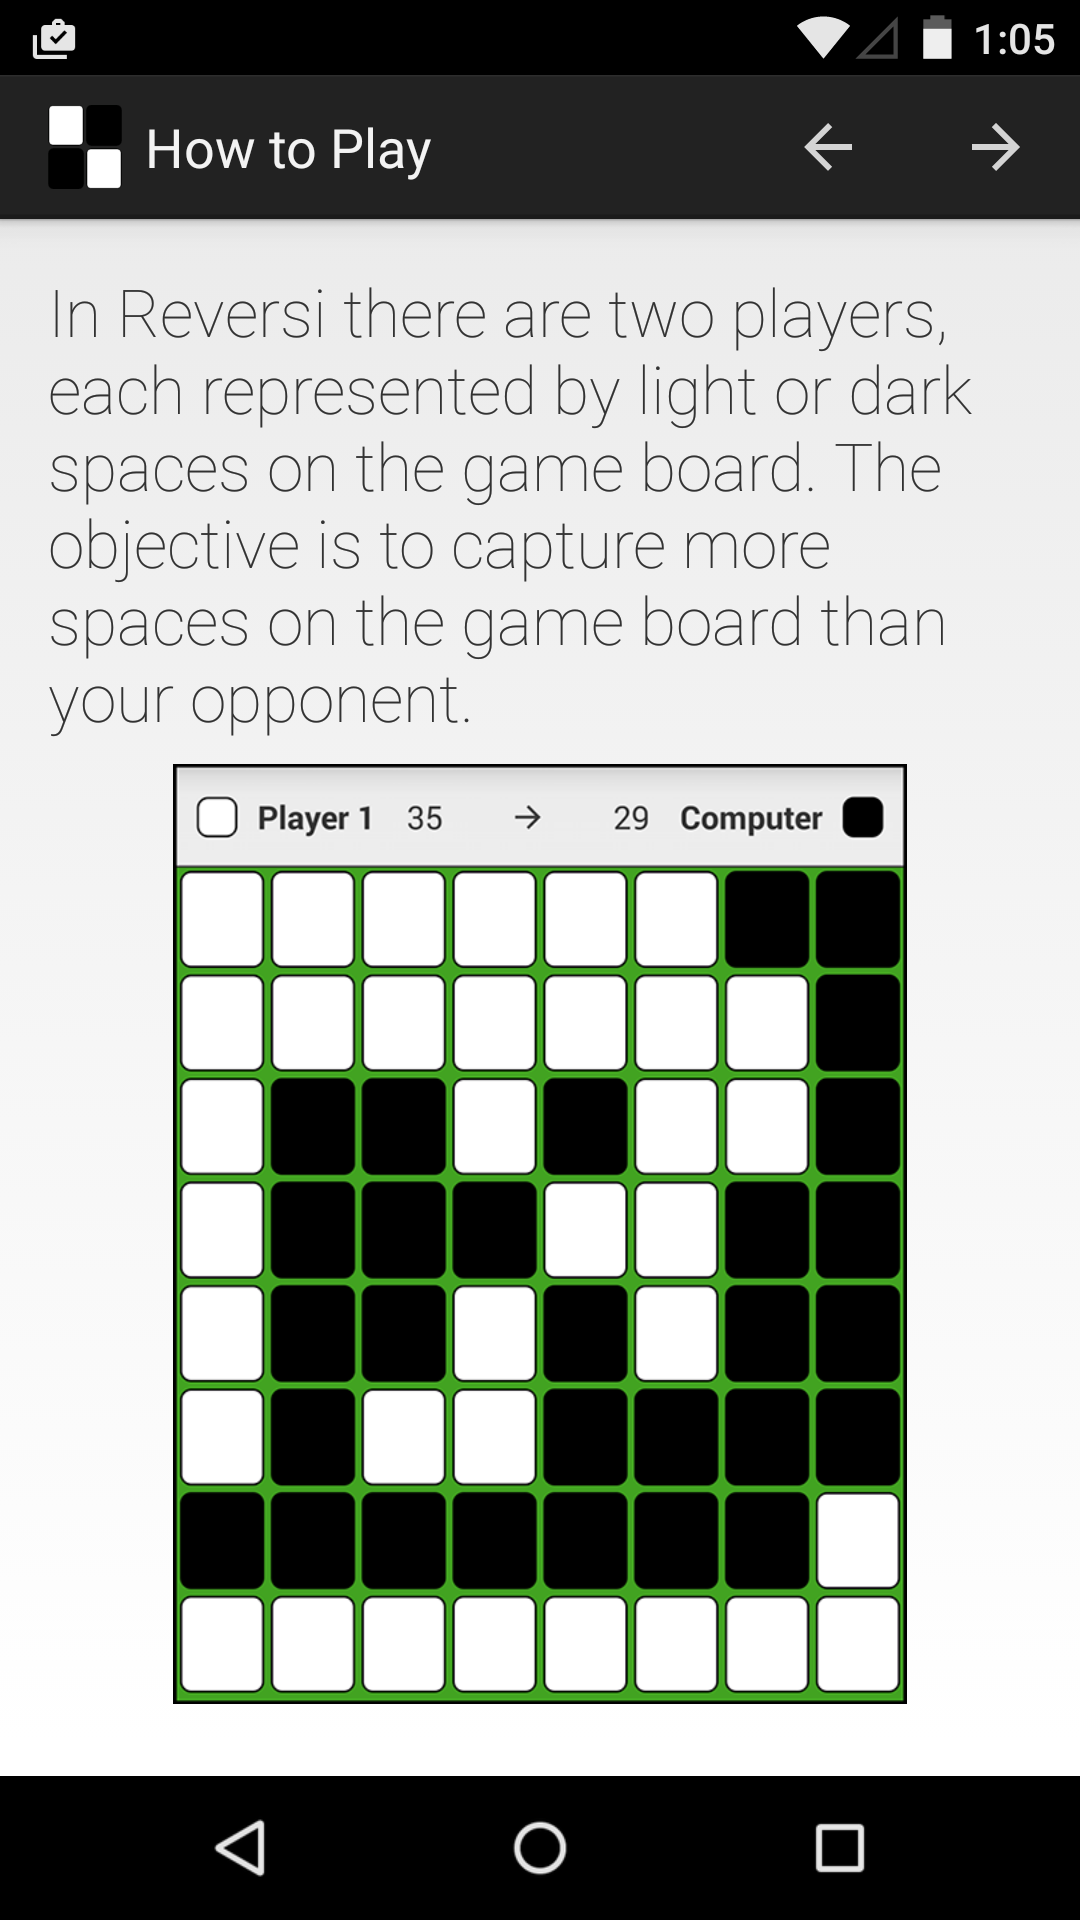 1:05
How to Play
In Reversi there are two players,
each represented by light or dark
spaces on the game board. The
objective is to capture more
spaces on the game board than
your opponent.
Player 1 35 → 29 Computer